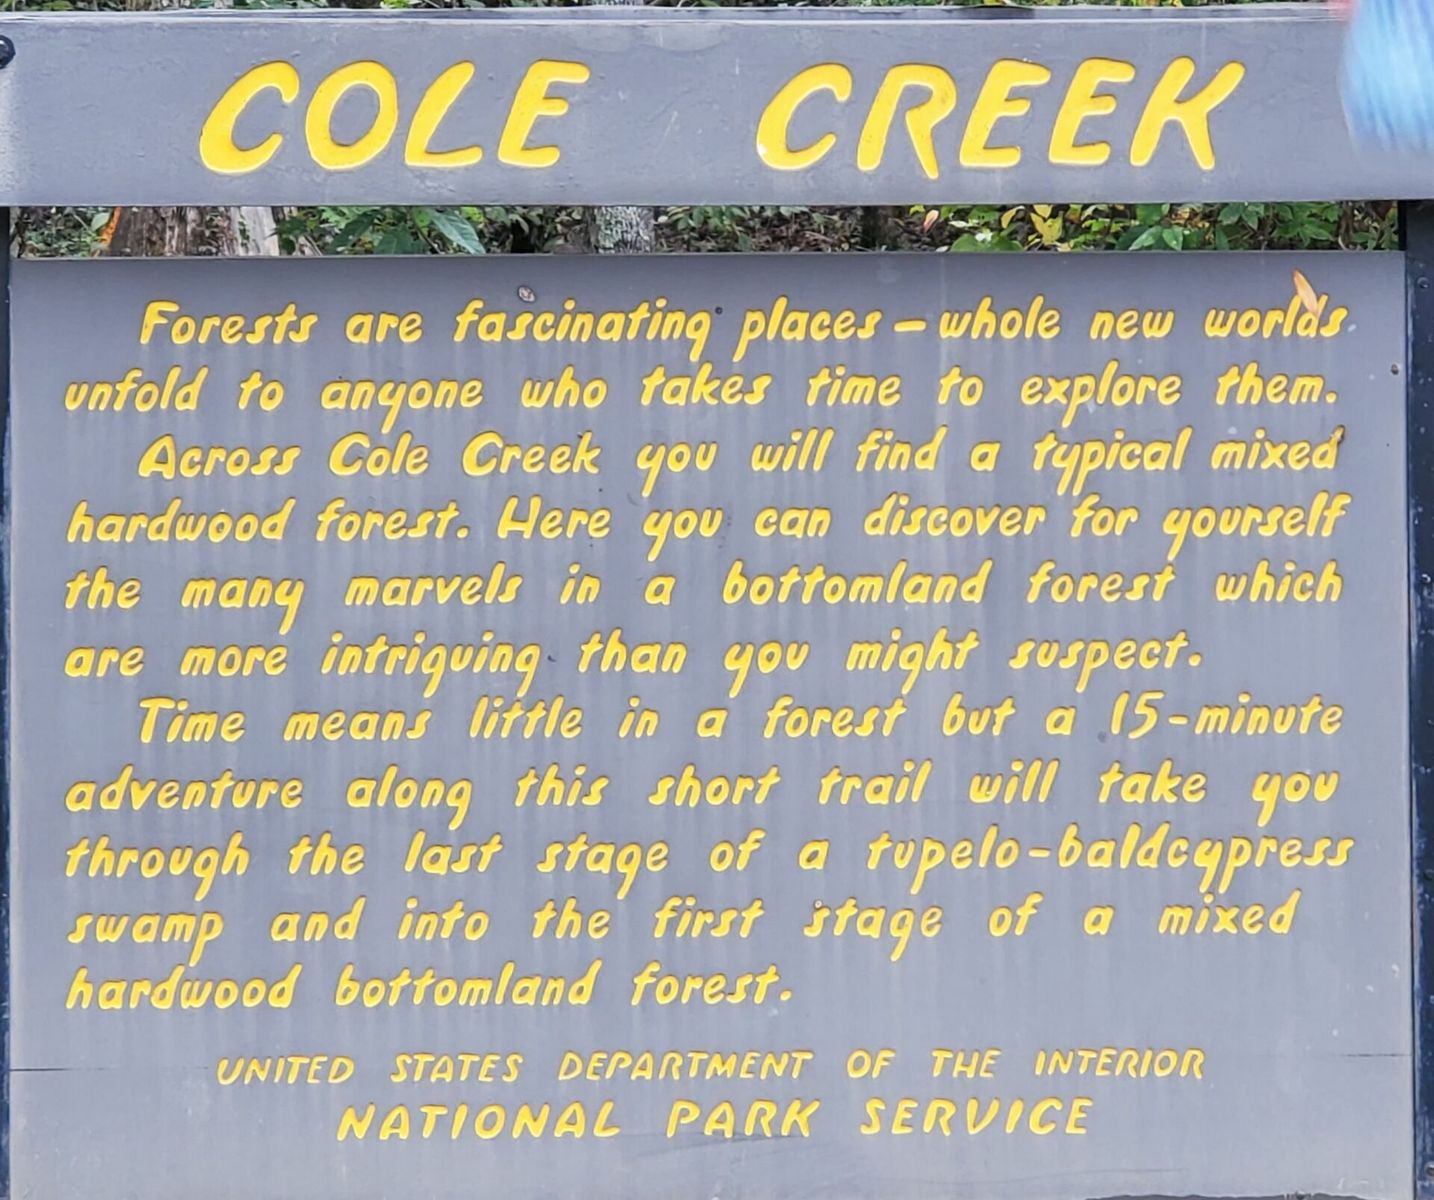 COLE CREEK
Forests are fascinating places – whole new worlds
unfold to anyone who takes time to explore them.
Across Cole Creek you will find a typical mixed
hardwood forest. Here you can discover for yourself
the many marvels in a bottomland forest which
are more intriguing than you might suspect.
Time means little in a forest but a 15-minute
adventure along this short trail will take you
through the last stage of a tupelo-baldcypress
swamp and into the first stage of a mixed
hardwood bottomland forest.
UNITED STATES DEPARTMENT OF THE INTERIOR
NATIONAL PARK SERVICE